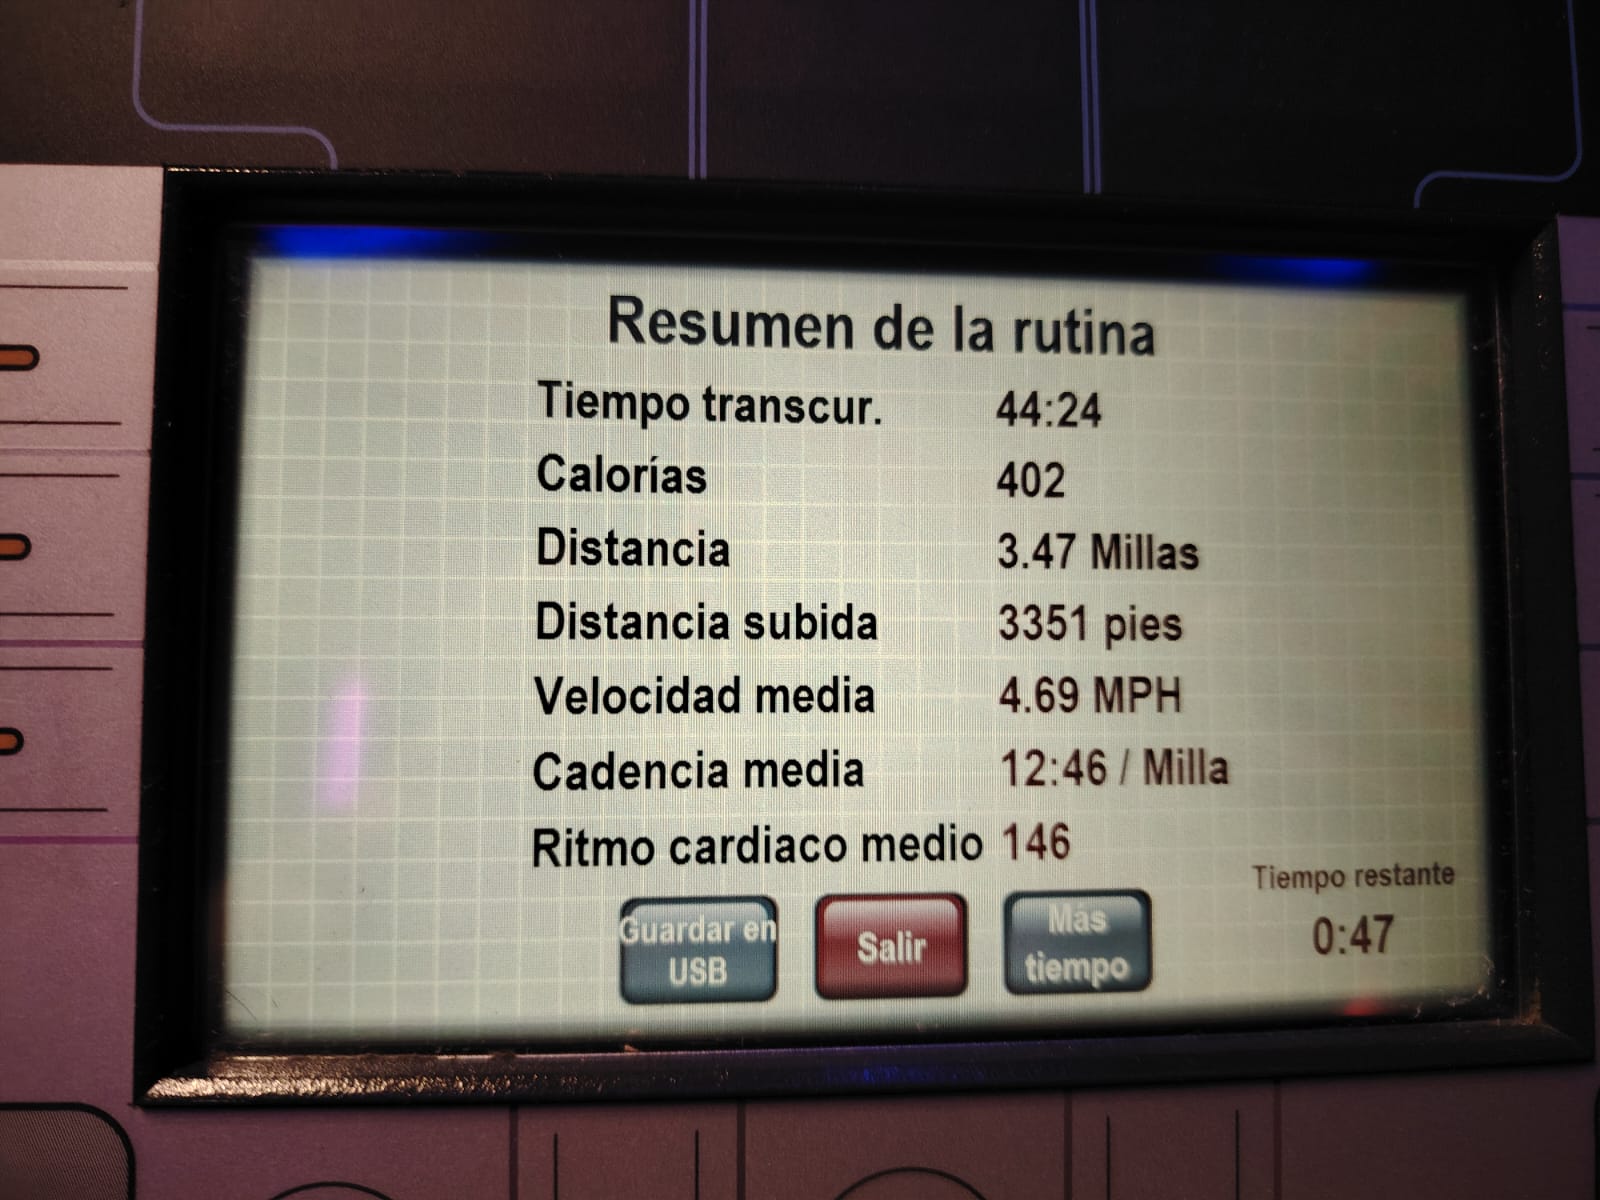 Resumen de la rutina
Tiempo transcur. 44:24
Calorías 402
Distancia 3.47 Millas
Distancia subida 3351 pies
Velocidad media 4.69 MPH
Cadencia media 12:46 / Milla
Ritmo cardiaco medio 146
Tiempo restante
0:47
Guardar en
USB
Salir
Más
tiempo